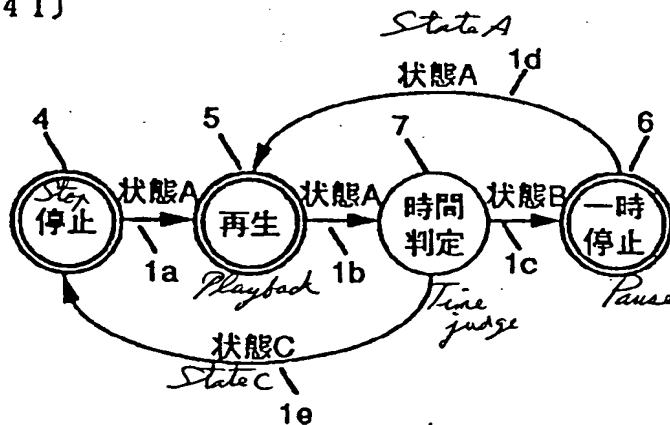 4 1]
State A
状態A
1d
4
5
7
6
Stop
停止
状態A
再生
状態A
時間
判定
状態B
一時
停止
1a
1b
1c
Playback
Time
judge
Pause
状態C
State C
1e